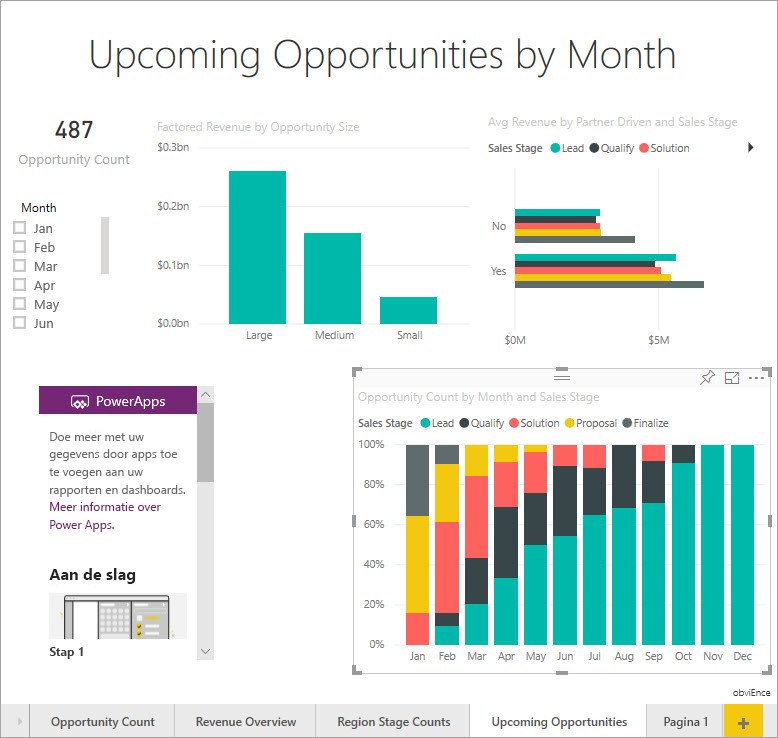 Upcoming Opportunities by Month
487
Opportunity Count
Month
Jan
Feb
Mar
Apr
May
Jun
Factored Revenue by Opportunity Size
$0.3bn
$0.2bn
$0.1bn
$0.0bn
Large Medium Small
Avg Revenue by Partner Driven and Sales Stage
Sales Stage Lead Qualify Solution
No
Yes
$0M $5M
PowerApps
Doe meer met uw
gegevens door apps toe
te voegen aan uw
rapporten en dashboards.
Meer informatie over
Power Apps.
Aan de slag
Stap 1
Opportunity Count by Month and Sales Stage
Sales Stage Lead Qualify Solution Proposal Finalize
100%
80%
60%
40%
20%
0%
Jan Feb Mar Apr May Jun Jul Aug Sep Oct Nov Dec
obviEnce
Opportunity Count Revenue Overview Region Stage Counts Upcoming Opportunities Pagina 1 +